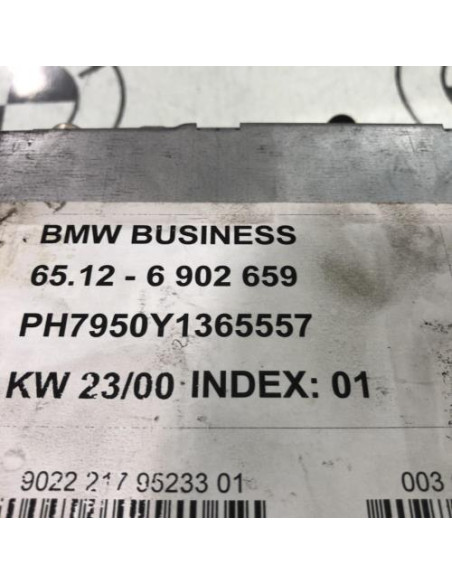 BMW BUSINESS
65.12 - 6 902 659
PH7950Y1365557
KW 23/00 INDEX: 01
9022 217 95233 01 003